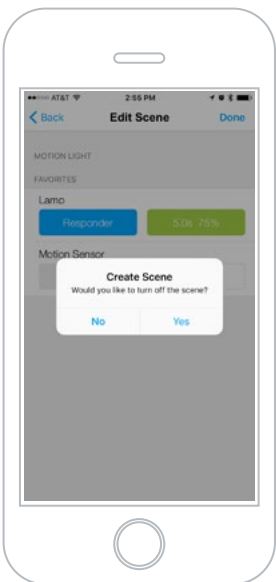 AT&T 2:55 PM
Back Edit Scene Done
MOTION LIGHT
FAVORITES
Lamp
Responder 5.0s 75%
Motion Sensor
Create Scene
Would you like to turn off the scene?
No Yes